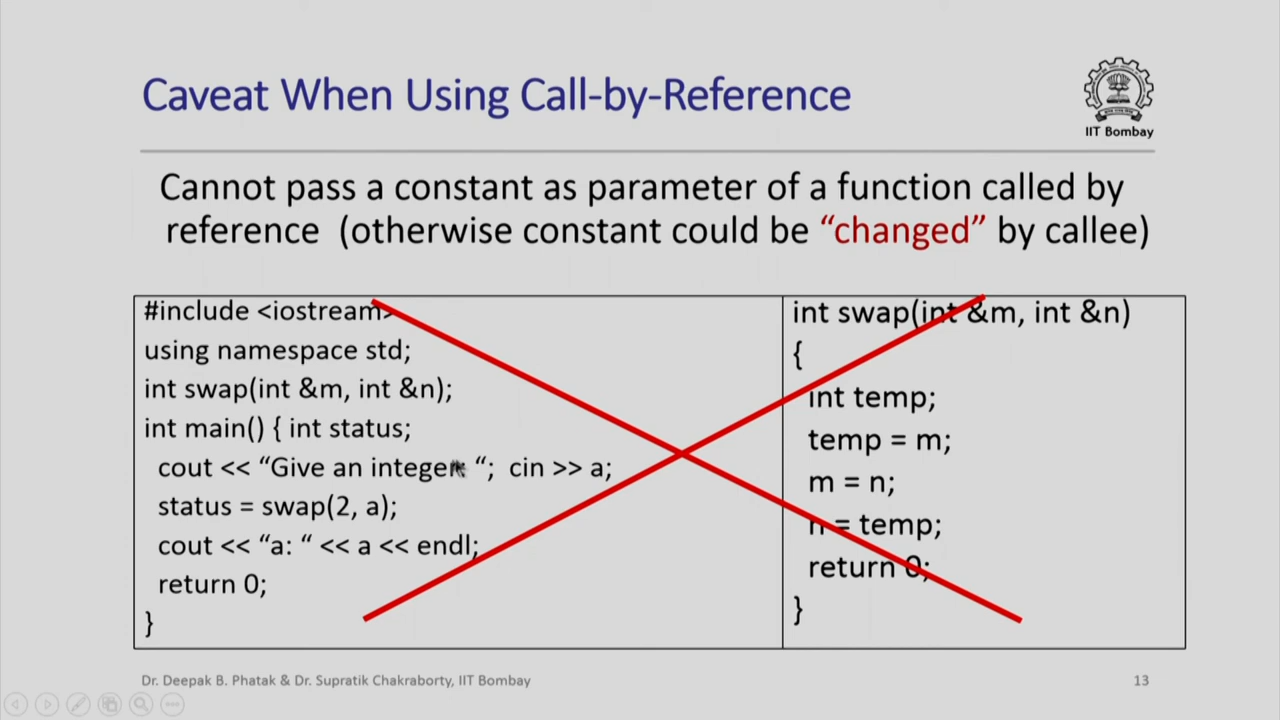 Caveat When Using Call-by-Reference
IIT Bombay
Cannot pass a constant as parameter of a function called by
reference (otherwise constant could be “changed” by callee)
#include <iostream>
using namespace std;
int swap(int &m, int &n);
int main() { int status;
cout << “Give an integer: “; cin >> a;
status = swap(2, a);
cout << “a: “ << a << endl;
return 0;
}
int swap(int &m, int &n)
{
int temp;
temp = m;
m = n;
n = temp;
return 0;
}
Dr. Deepak B. Phatak & Dr. Supratik Chakraborty, IIT Bombay
13